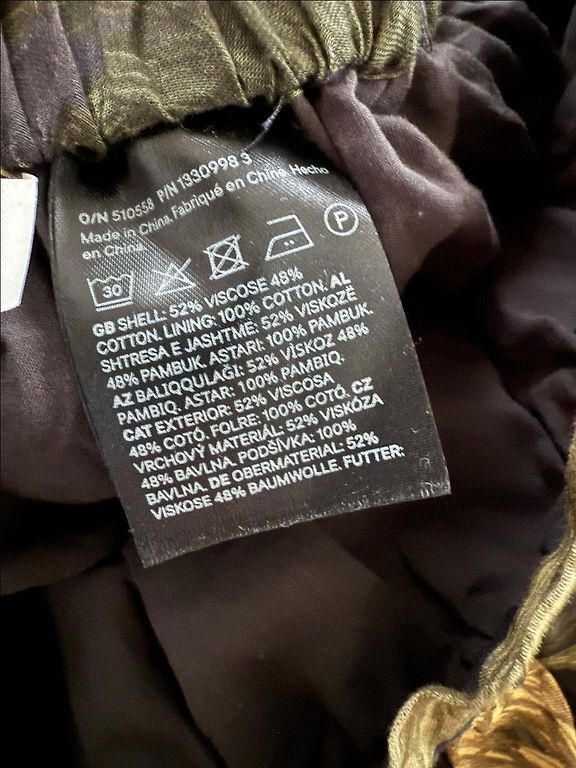 O/N 510558 P/N 1330998 3
Made in China, Fabriqué en Chine Hecho
en China
30 P
GB SHELL: 52% VISCOSE 48%
COTTON. LINING: 100% COTTON. AL
SHTRESA E JASHTME: 52% VISKOZË
48% PAMBUK. ASTARI: 100% PAMBUK.
AZ BALIQQULAĞI: 52% VİSKOZ 48%
PAMBIQ. ASTAR: 100% PAMBIQ.
CAT EXTERIOR: 52% VISCOSA
48% COTÓ. FOLRE: 100% COTÓ. CZ
VRCHOVÝ MATERIÁL: 52% VISKÓZA
48% BAVLNA. PODŠÍVKA: 100%
BAVLNA. DE OBERMATERIAL: 52%
VISKOSE 48% BAUMWOLLE. FUTTER: